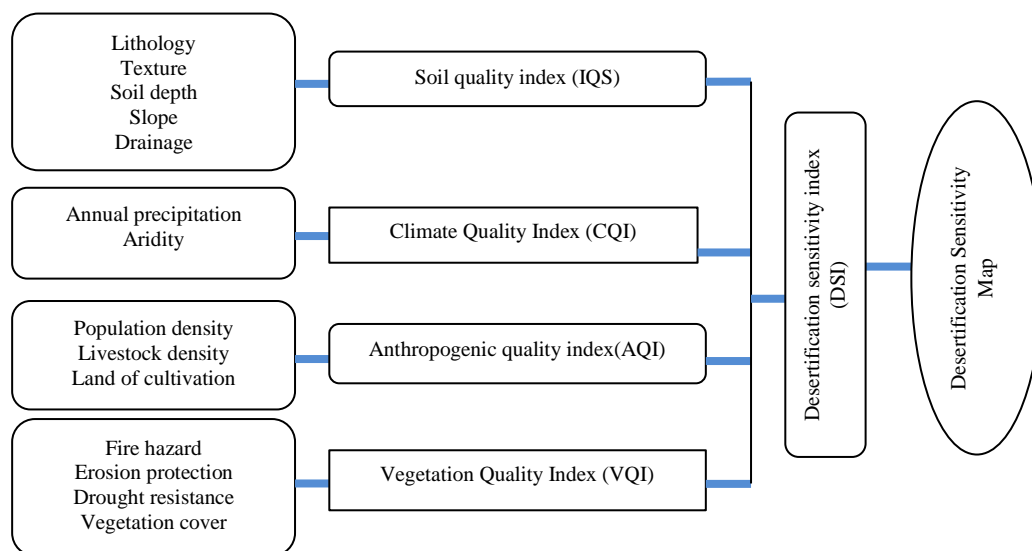 Lithology
Texture
Soil depth
Slope
Drainage
Soil quality index (IQS)
Annual precipitation
Aridity
Climate Quality Index (CQI)
Population density
Livestock density
Land of cultivation
Anthropogenic quality index(AQI)
Fire hazard
Erosion protection
Drought resistance
Vegetation cover
Vegetation Quality Index (VQI)
Desertification sensitivity index
(DSI)
Desertification Sensitivity
Map